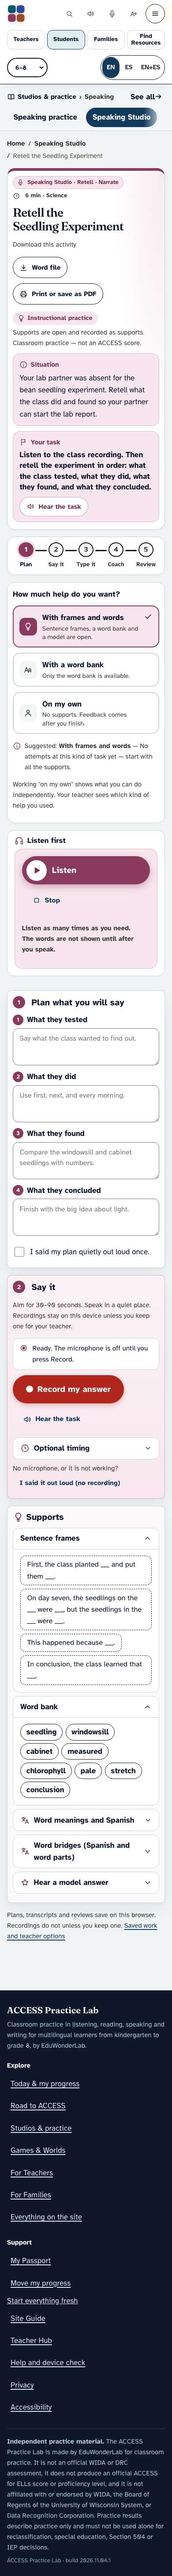 A+
Teachers
Students
Families
Find Resources
6–8
EN
ES
EN+ES
Studios & practice › Speaking
See all→
Speaking practice
Speaking Studio
Home / Speaking Studio
/ Retell the Seedling Experiment
Speaking Studio · Retell · Narrate
6 min · Science
Retell the
Seedling Experiment
Download this activity
Word file
Print or save as PDF
Instructional practice
Supports are open and recorded as supports.
Classroom practice — not an ACCESS score.
Situation
Your lab partner was absent for the
bean seedling experiment. Retell what
the class did and found so your partner
can start the lab report.
Your task
Listen to the class recording. Then
retell the experiment in order: what
the class tested, what they did, what
they found, and what they concluded.
Hear the task
1
2
3
4
5
Plan
Say it
Type it
Coach
Review
How much help do you want?
With frames and words
Sentence frames, a word bank and
a model are open.
Aa
With a word bank
Only the word bank is available.
On my own
No supports. Feedback comes
after you finish.
Suggested: With frames and words — No
attempts at this kind of task yet — start with
all the supports.
Working "on my own" shows what you can do
independently. Your teacher sees which kind of
help you used.
Listen first
Listen
Stop
Listen as many times as you need.
The words are not shown until after
you speak.
1 Plan what you will say
1 What they tested
Say what the class wanted to find out.
2 What they did
Use first, next, and every morning.
3 What they found
Compare the windowsill and cabinet
seedlings with numbers.
4 What they concluded
Finish with the big idea about light.
I said my plan quietly out loud once.
2 Say it
Aim for 30–90 seconds. Speak in a quiet place.
Recordings stay on this device unless you keep
one for your teacher.
Ready. The microphone is off until you
press Record.
Record my answer
Hear the task
Optional timing
No microphone, or it is not working?
I said it out loud (no recording)
Supports
Sentence frames
First, the class planted ___ and put
them ___.
On day seven, the seedlings on the
___ were ___, but the seedlings in the
___ were ___.
This happened because ___.
In conclusion, the class learned that
___.
Word bank
seedling
windowsill
cabinet
measured
chlorophyll
pale
stretch
conclusion
Word meanings and Spanish
Word bridges (Spanish and
word parts)
Hear a model answer
Plans, transcripts and reviews save on this browser.
Recordings do not unless you keep one. Saved work
and teacher options
ACCESS Practice Lab
Classroom practice in listening, reading, speaking and
writing for multilingual learners from kindergarten to
grade 8, by EduWonderLab.
Explore
Today & my progress
Road to ACCESS
Studios & practice
Games & Worlds
For Teachers
For Families
Everything on the site
Support
My Passport
Move my progress
Start everything fresh
Site Guide
Teacher Hub
Help and device check
Privacy
Accessibility
Independent practice material. The ACCESS
Practice Lab is made by EduWonderLab for classroom
practice. It is not an official WIDA or DRC
assessment, it does not produce an official ACCESS
for ELLs score or proficiency level, and it is not
affiliated with or endorsed by WIDA, the Board of
Regents of the University of Wisconsin System, or
Data Recognition Corporation. Practice results
describe practice only and must not be used alone for
reclassification, special education, Section 504 or
IEP decisions.